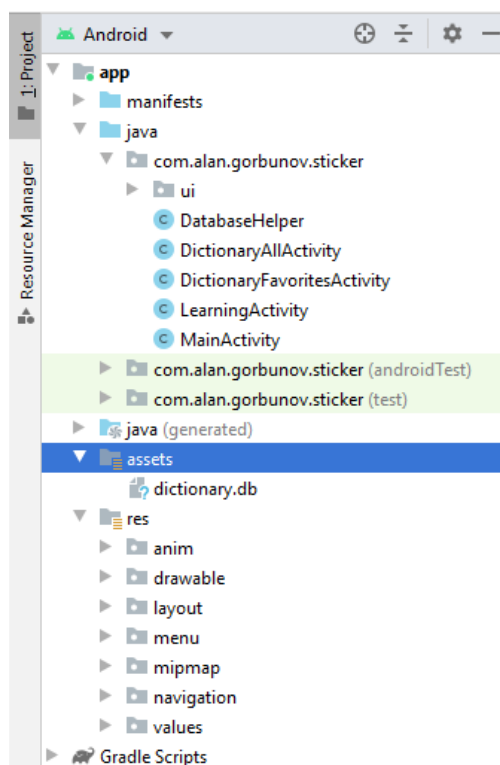 1: Project
Resource Manager
Android
app
manifests
java
com.alan.gorbunov.sticker
ui
C DatabaseHelper
C DictionaryAllActivity
C DictionaryFavoritesActivity
C LearningActivity
C MainActivity
com.alan.gorbunov.sticker (androidTest)
com.alan.gorbunov.sticker (test)
java (generated)
assets
dictionary.db
res
anim
drawable
layout
menu
mipmap
navigation
values
Gradle Scripts